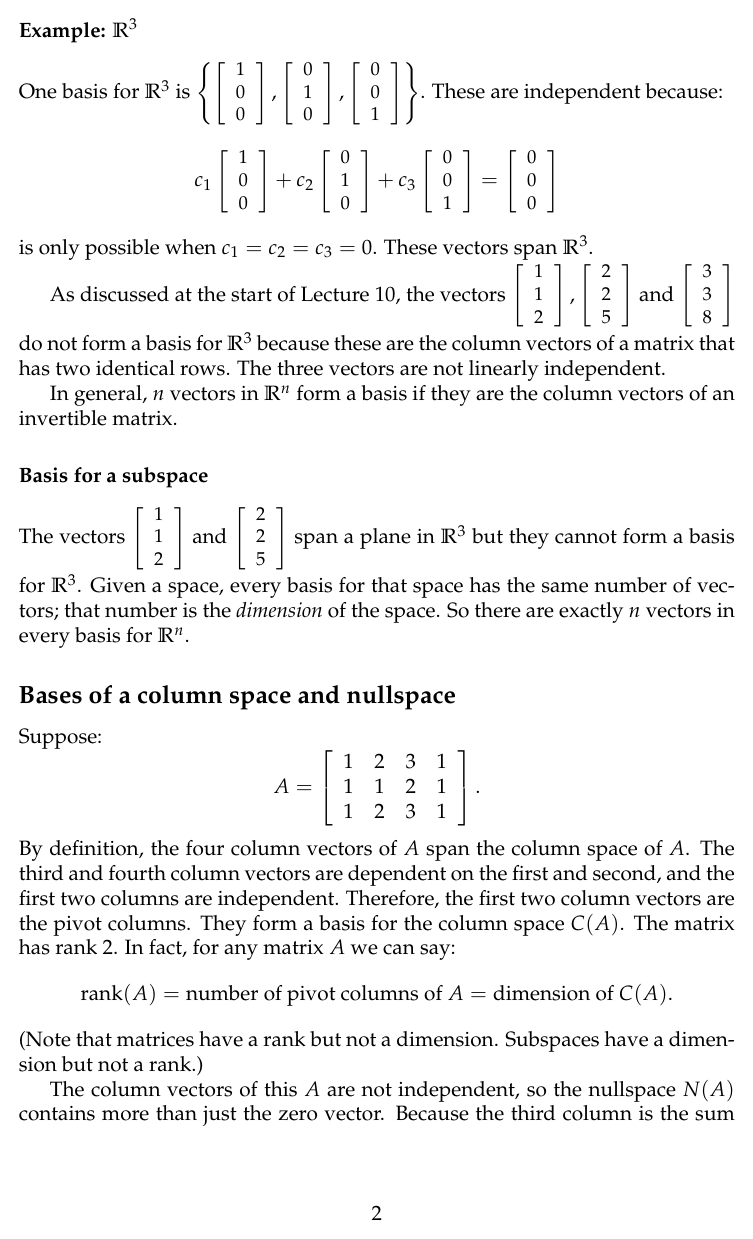 Example: ℝ³
One basis for ℝ³ is { [ 1 0 0 ], [ 0 1 0 ], [ 0 0 1 ] }. These are independent because:
c₁ [ 1 0 0 ] + c₂ [ 0 1 0 ] + c₃ [ 0 0 1 ] = [ 0 0 0 ]
is only possible when c₁ = c₂ = c₃ = 0. These vectors span ℝ³.
As discussed at the start of Lecture 10, the vectors [ 1 1 2 ], [ 2 2 5 ] and [ 3 3 8 ]
do not form a basis for ℝ³ because these are the column vectors of a matrix that
has two identical rows. The three vectors are not linearly independent.
In general, n vectors in ℝⁿ form a basis if they are the column vectors of an
invertible matrix.
Basis for a subspace
The vectors [ 1 1 2 ] and [ 2 2 5 ] span a plane in ℝ³ but they cannot form a basis
for ℝ³. Given a space, every basis for that space has the same number of vec-
tors; that number is the dimension of the space. So there are exactly n vectors in
every basis for ℝⁿ.
Bases of a column space and nullspace
Suppose:
A = [ 1 2 3 1
1 1 2 1
1 2 3 1 ].
By definition, the four column vectors of A span the column space of A. The
third and fourth column vectors are dependent on the first and second, and the
first two columns are independent. Therefore, the first two column vectors are
the pivot columns. They form a basis for the column space C(A). The matrix
has rank 2. In fact, for any matrix A we can say:
rank(A) = number of pivot columns of A = dimension of C(A).
(Note that matrices have a rank but not a dimension. Subspaces have a dimen-
sion but not a rank.)
The column vectors of this A are not independent, so the nullspace N(A)
contains more than just the zero vector. Because the third column is the sum
2